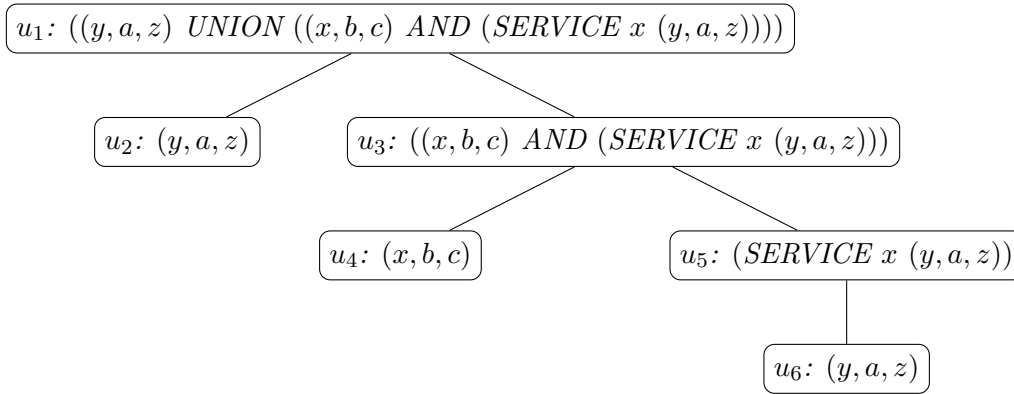 u₁: ((y, a, z) UNION ((x, b, c) AND (SERVICE x (y, a, z))))
u₂: (y, a, z)
u₃: ((x, b, c) AND (SERVICE x (y, a, z)))
u₄: (x, b, c)
u₅: (SERVICE x (y, a, z))
u₆: (y, a, z)